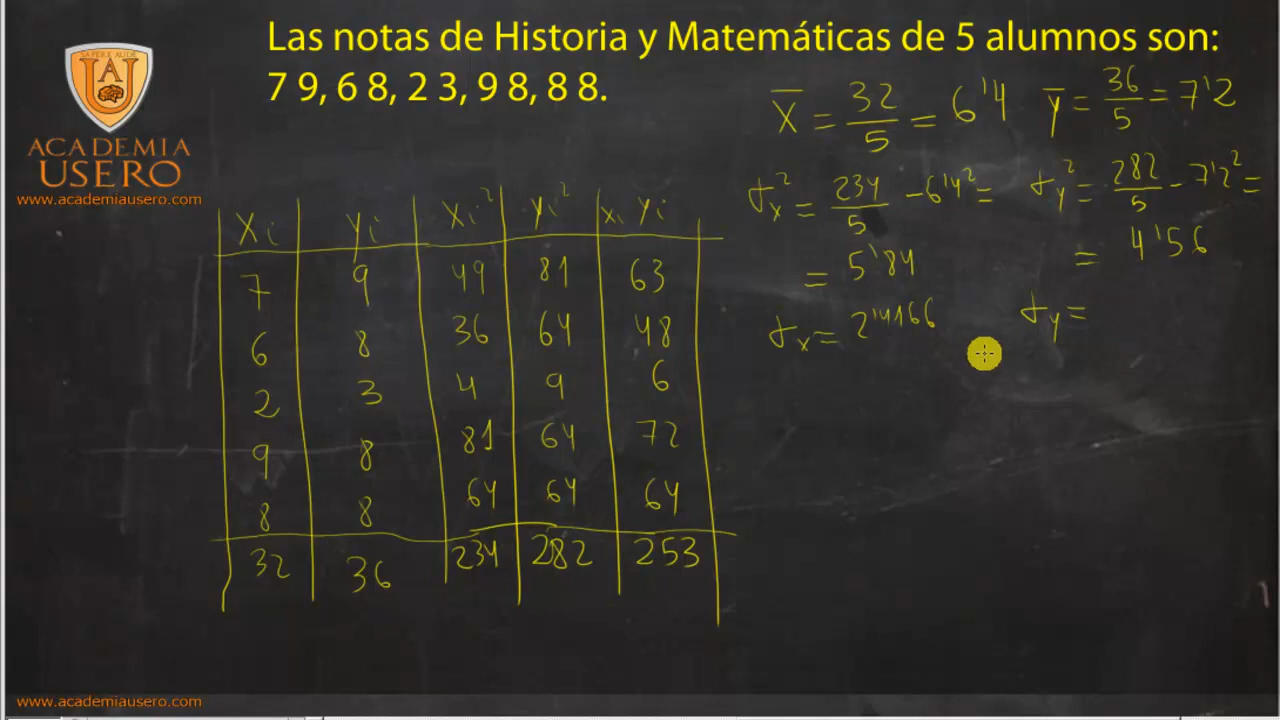 Las notas de Historia y Matemáticas de 5 alumnos son:
7 9, 6 8, 2 3, 9 8, 8 8.
SAPERE AUDE
UA
ACADEMIA
USERO
www.academiausero.com
x̄ = 32/5 = 6'4
ȳ = 36/5 = 7'2
σx² = 234/5 - 6'4² =
= 5'84
σx = 2'4166
σy² = 282/5 - 7'2² =
= 4'56
σy =
xi yi xi² yi² xi yi
7 9 49 81 63
6 8 36 64 48
2 3 4 9 6
9 8 81 64 72
8 8 64 64 64
32 36 234 282 253
www.academiausero.com